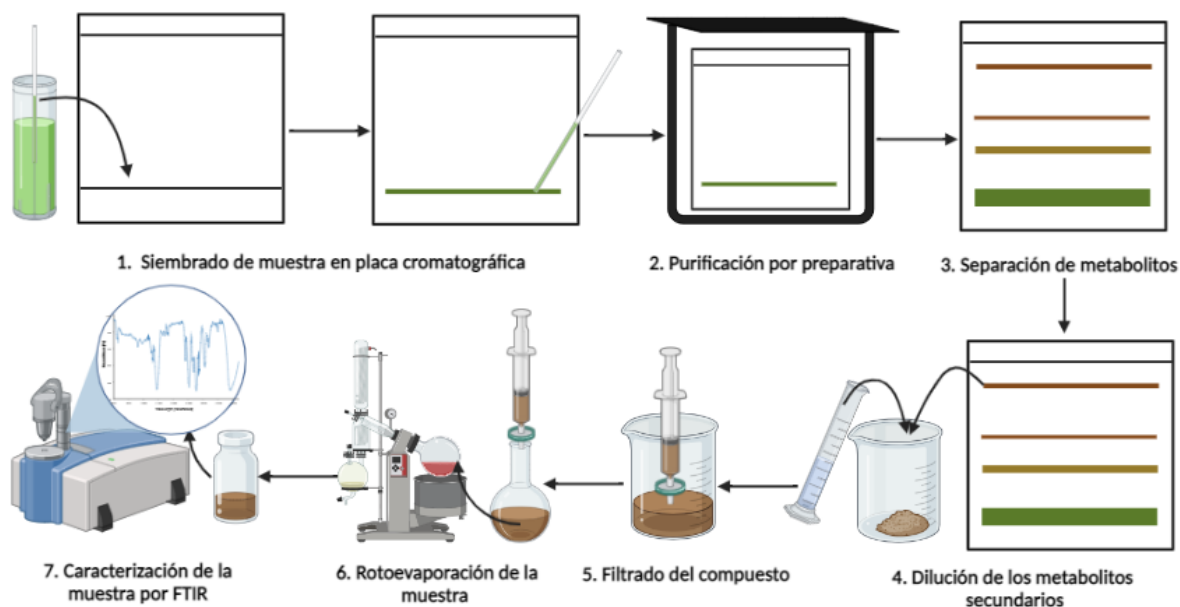 1. Siembrado de muestra en placa cromatográfica
2. Purificación por preparativa
3. Separación de metabolitos
7. Caracterización de la
muestra por FTIR
6. Rotoevaporación de la
muestra
5. Filtrado del compuesto
4. Dilución de los metabolitos
secundarios